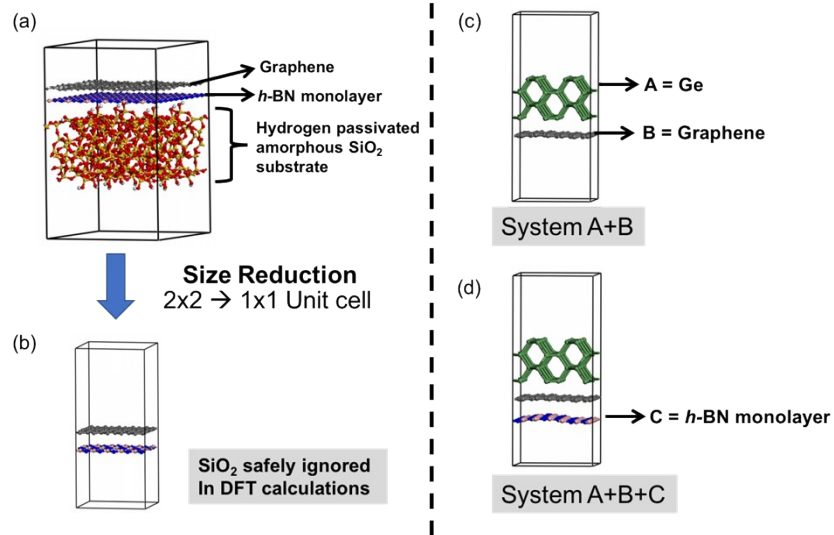 (a)
Graphene
h-BN monolayer
Hydrogen passivated
amorphous SiO₂
substrate
Size Reduction
2x2 → 1x1 Unit cell
(b)
SiO₂ safely ignored
In DFT calculations
(c)
A = Ge
B = Graphene
System A+B
(d)
C = h-BN monolayer
System A+B+C